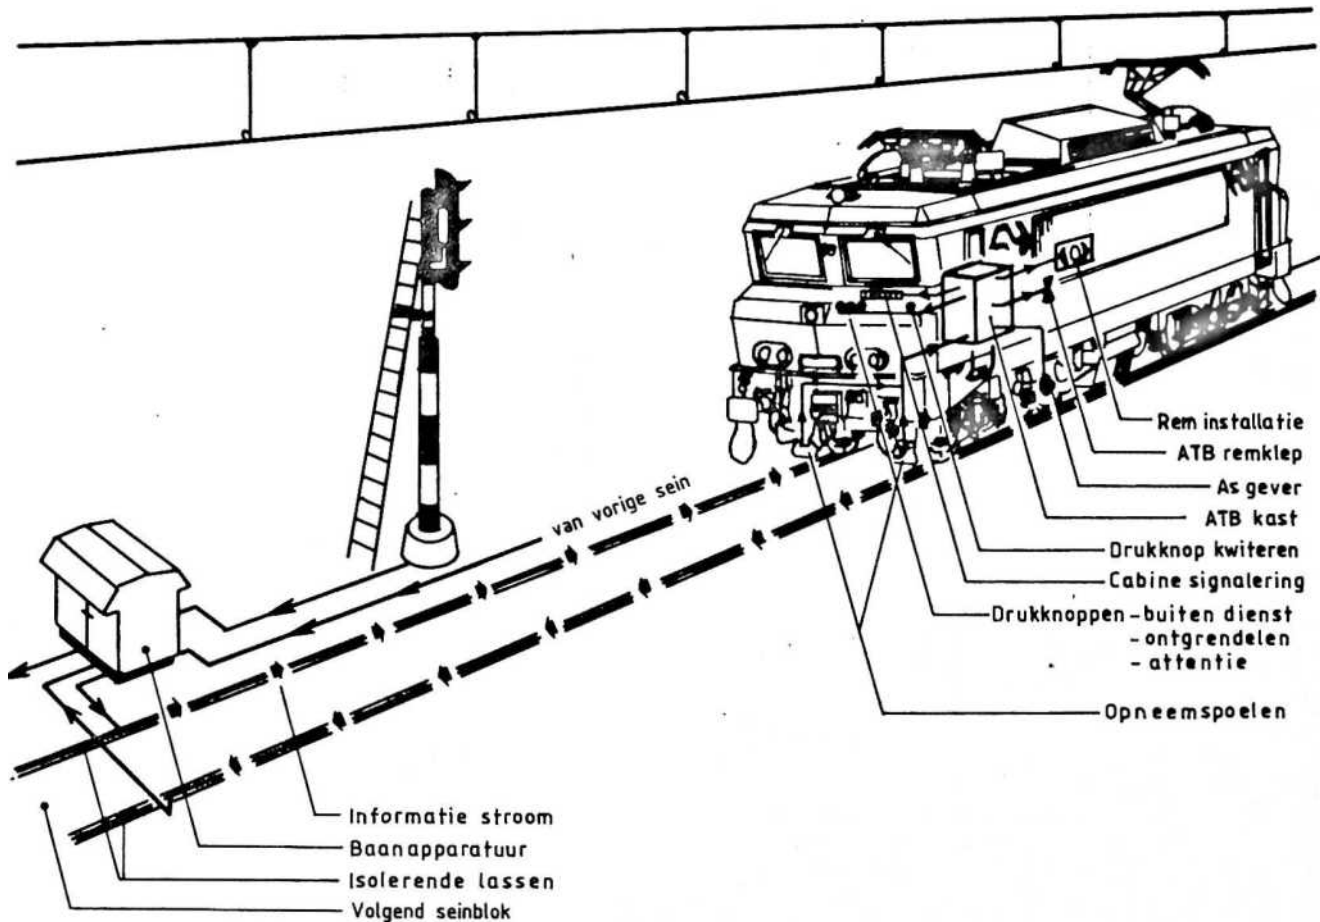 van vorige sein
Rem installatie
ATB remklep
As gever
ATB kast
Drukknop kwiteren
Cabine signalering
Drukknoppen - buiten dienst
- ontgrendelen
- attentie
Opneemspoelen
Informatie stroom
Baanapparatuur
Isolerende lassen
Volgend seinblok